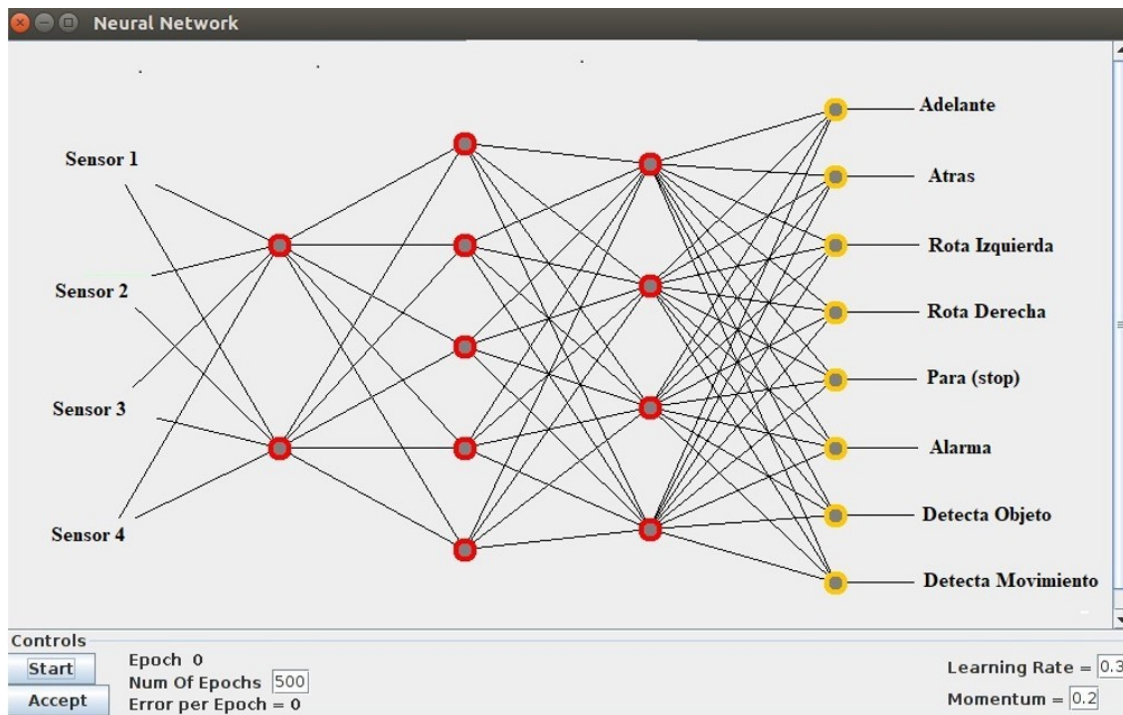 Neural Network
Sensor 1
Sensor 2
Sensor 3
Sensor 4
Adelante
Atras
Rota Izquierda
Rota Derecha
Para (stop)
Alarma
Detecta Objeto
Detecta Movimiento
Controls
Start
Accept
Epoch 0
Num Of Epochs 500
Error per Epoch = 0
Learning Rate = 0.3
Momentum = 0.2